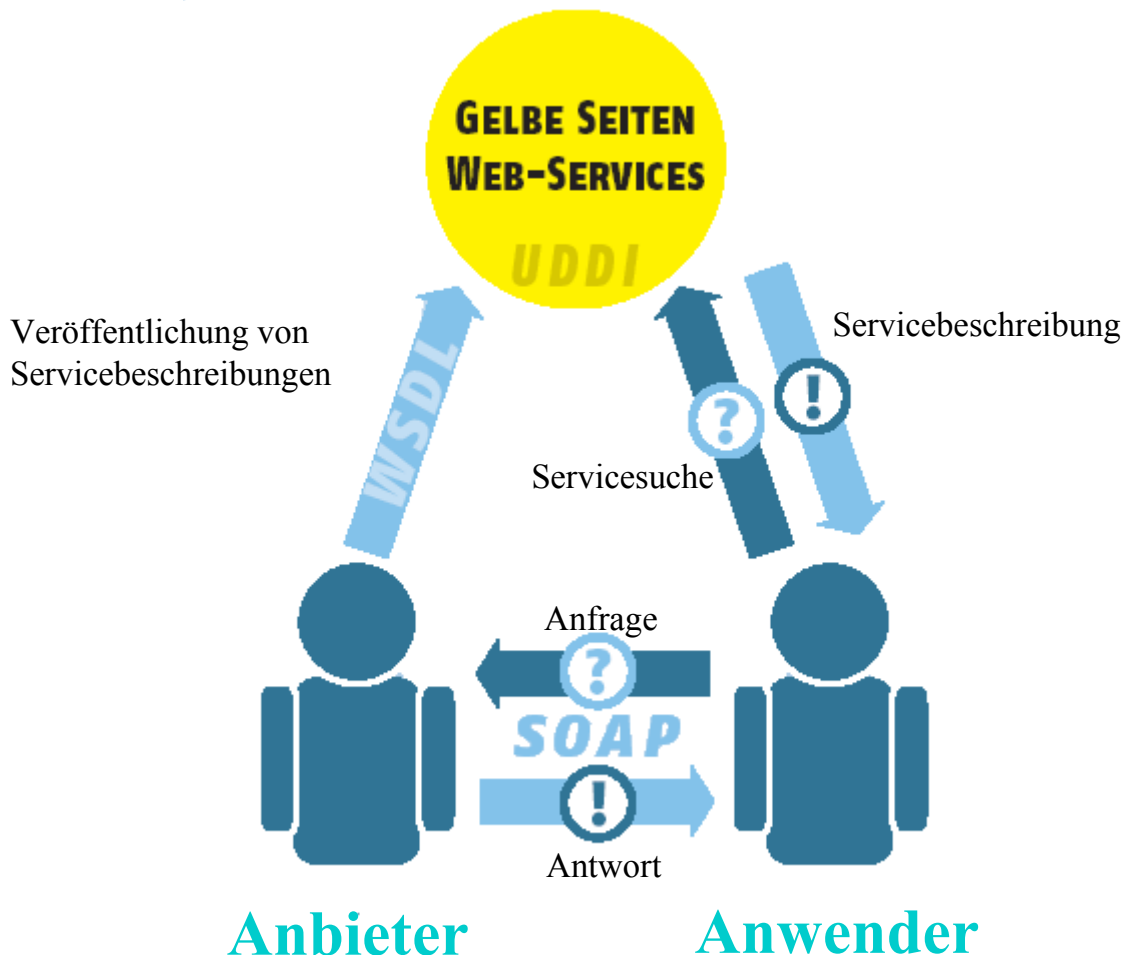 GELBE SEITEN
WEB-SERVICES
UDDI
Veröffentlichung von
Servicebeschreibungen
WSDL
Servicebeschreibung
?
!
Servicesuche
Anfrage
?
SOAP
!
Antwort
Anbieter
Anwender